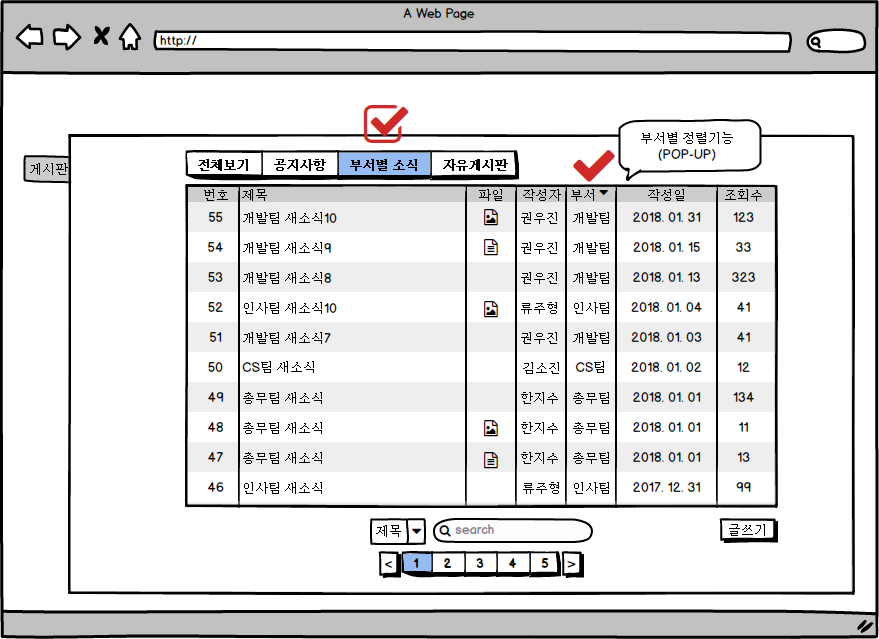 A Web Page
http://
부서별 정렬기능
(POP-UP)
게시판
전체보기 공지사항 부서별 소식 자유게시판
번호 제목 파일 작성자 부서 작성일 조회수
55 개발팀 새소식10 권우진 개발팀 2018. 01. 31 123
54 개발팀 새소식9 권우진 개발팀 2018. 01. 15 33
53 개발팀 새소식8 권우진 개발팀 2018. 01. 13 323
52 인사팀 새소식10 류주형 인사팀 2018. 01. 04 41
51 개발팀 새소식7 권우진 개발팀 2018. 01. 03 41
50 CS팀 새소식 김소진 CS팀 2018. 01. 02 12
49 총무팀 새소식 한지수 총무팀 2018. 01. 01 134
48 총무팀 새소식 한지수 총무팀 2018. 01. 01 11
47 총무팀 새소식 한지수 총무팀 2018. 01. 01 13
46 인사팀 새소식 류주형 인사팀 2017. 12. 31 99
제목 search 글쓰기
< 1 2 3 4 5 >